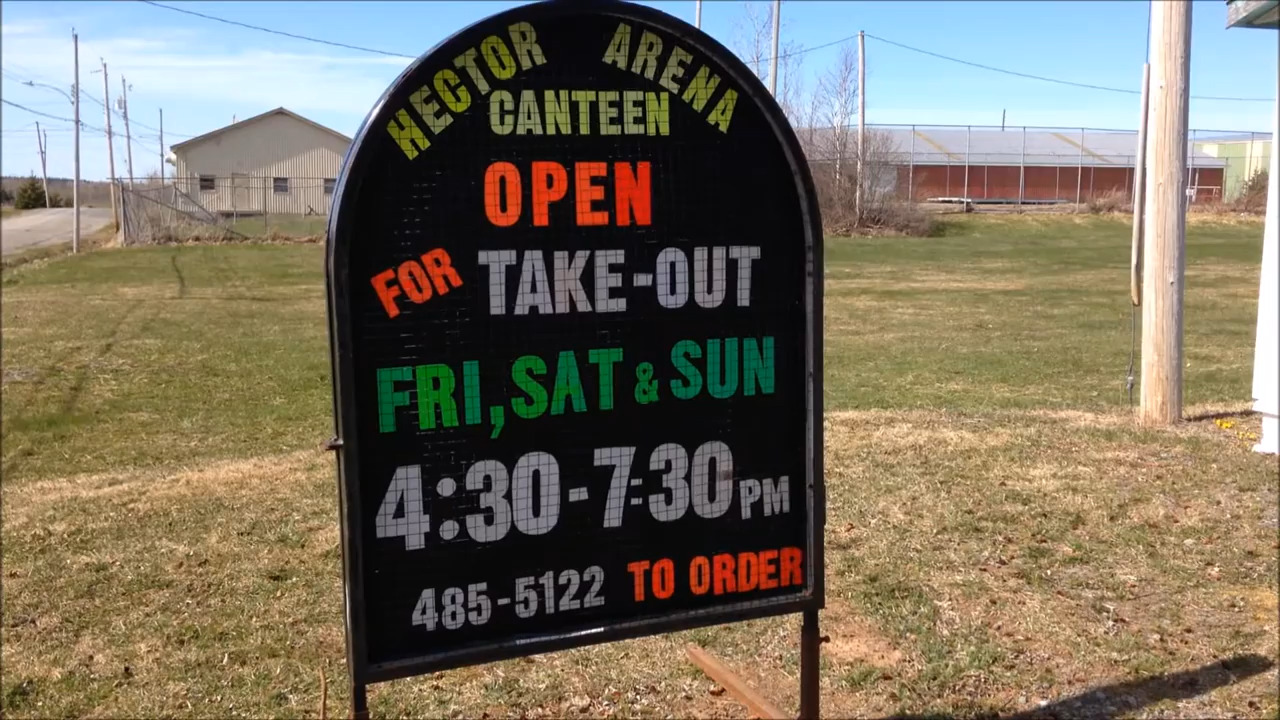 HECTOR ARENA
CANTEEN
OPEN
FOR TAKE-OUT
FRI, SAT & SUN
4:30-7:30 PM
485-5122 TO ORDER